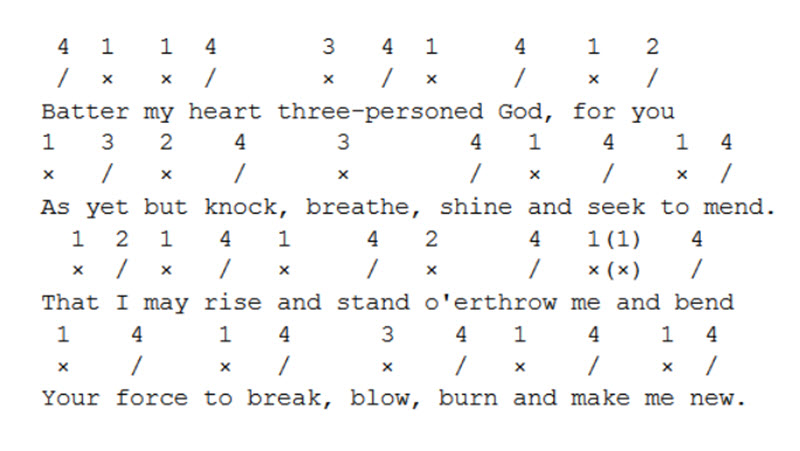 4 1 1 4 3 4 1 4 1 2
/ × × / × / × / × /
Batter my heart three-personed God, for you
1 3 2 4 3 4 1 4 1 4
× / × / × / × / × /
As yet but knock, breathe, shine and seek to mend.
1 2 1 4 1 4 2 4 1(1) 4
× / × / × / × / ×(×) /
That I may rise and stand o'erthrow me and bend
1 4 1 4 3 4 1 4 1 4
× / × / × / × / × /
Your force to break, blow, burn and make me new.